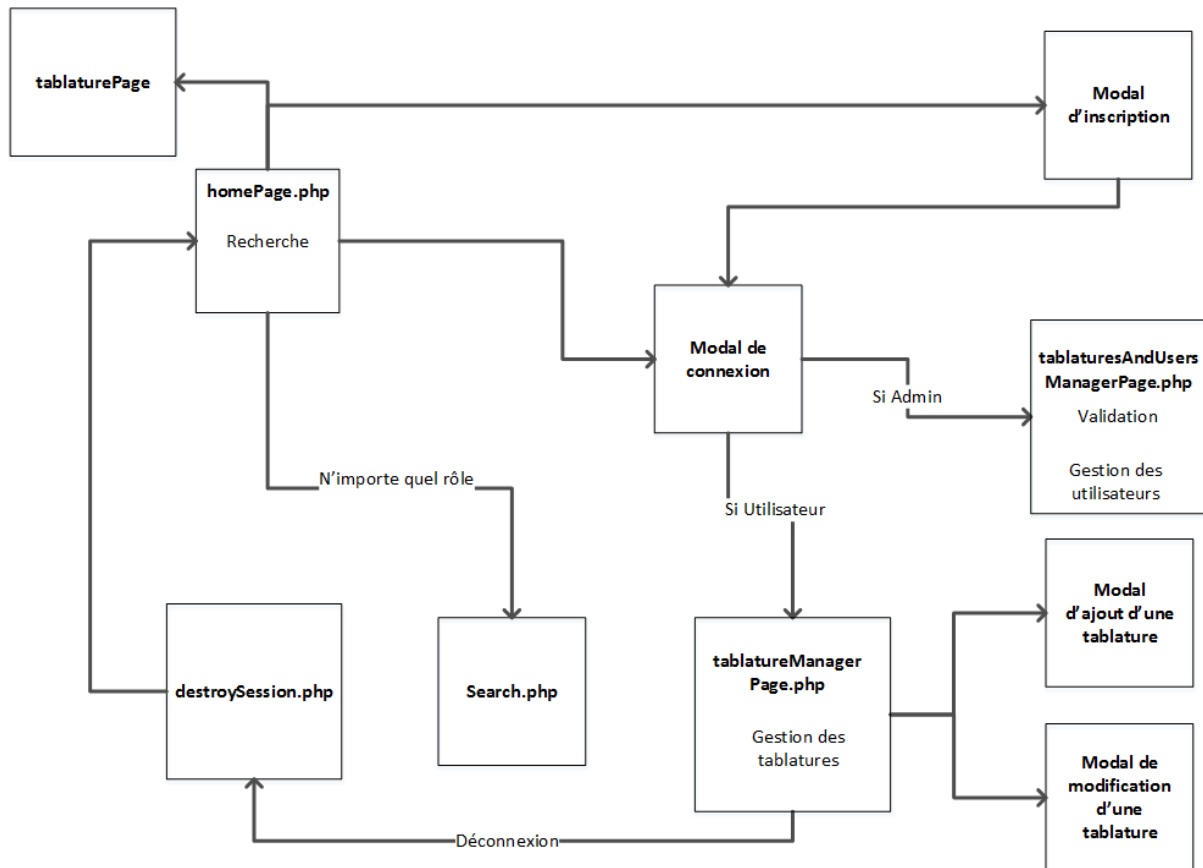 tablaturePage
Modal
d’inscription
homePage.php
Recherche
Modal de
connexion
tablaturesAndUsers
ManagerPage.php
Validation
Gestion des
utilisateurs
Si Admin
N’importe quel rôle
Si Utilisateur
Modal
d’ajout d’une
tablature
destroySession.php
Search.php
tablatureManager
Page.php
Gestion des
tablatures
Modal de
modification
d’une
tablature
Déconnexion